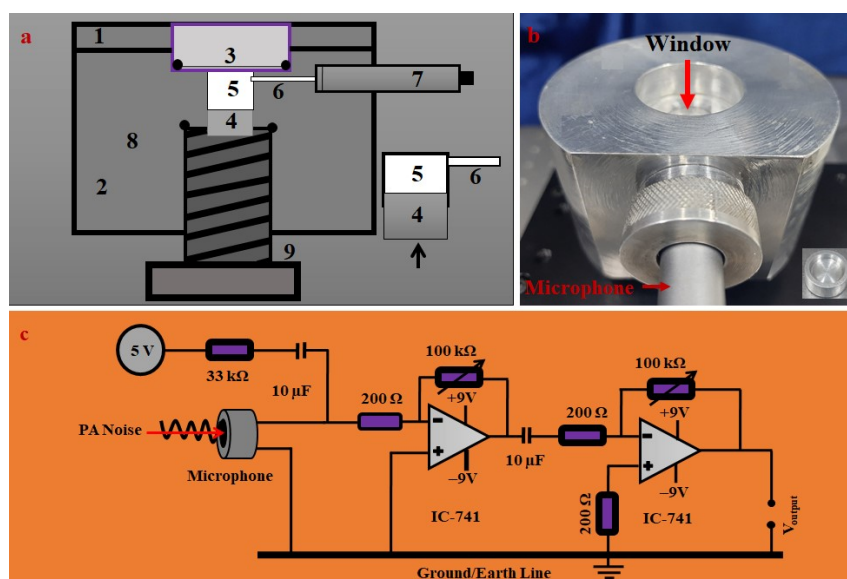 a
1
3
5
6
7
4
8
2
5
6
4
9
b
Window
Microphone
c
5 V
33 kΩ
10 µF
PA Noise
Microphone
200 Ω
100 kΩ
+9V
–9V
IC-741
10 µF
200 Ω
100 kΩ
+9V
–9V
IC-741
200 Ω
Voutput
Ground/Earth Line